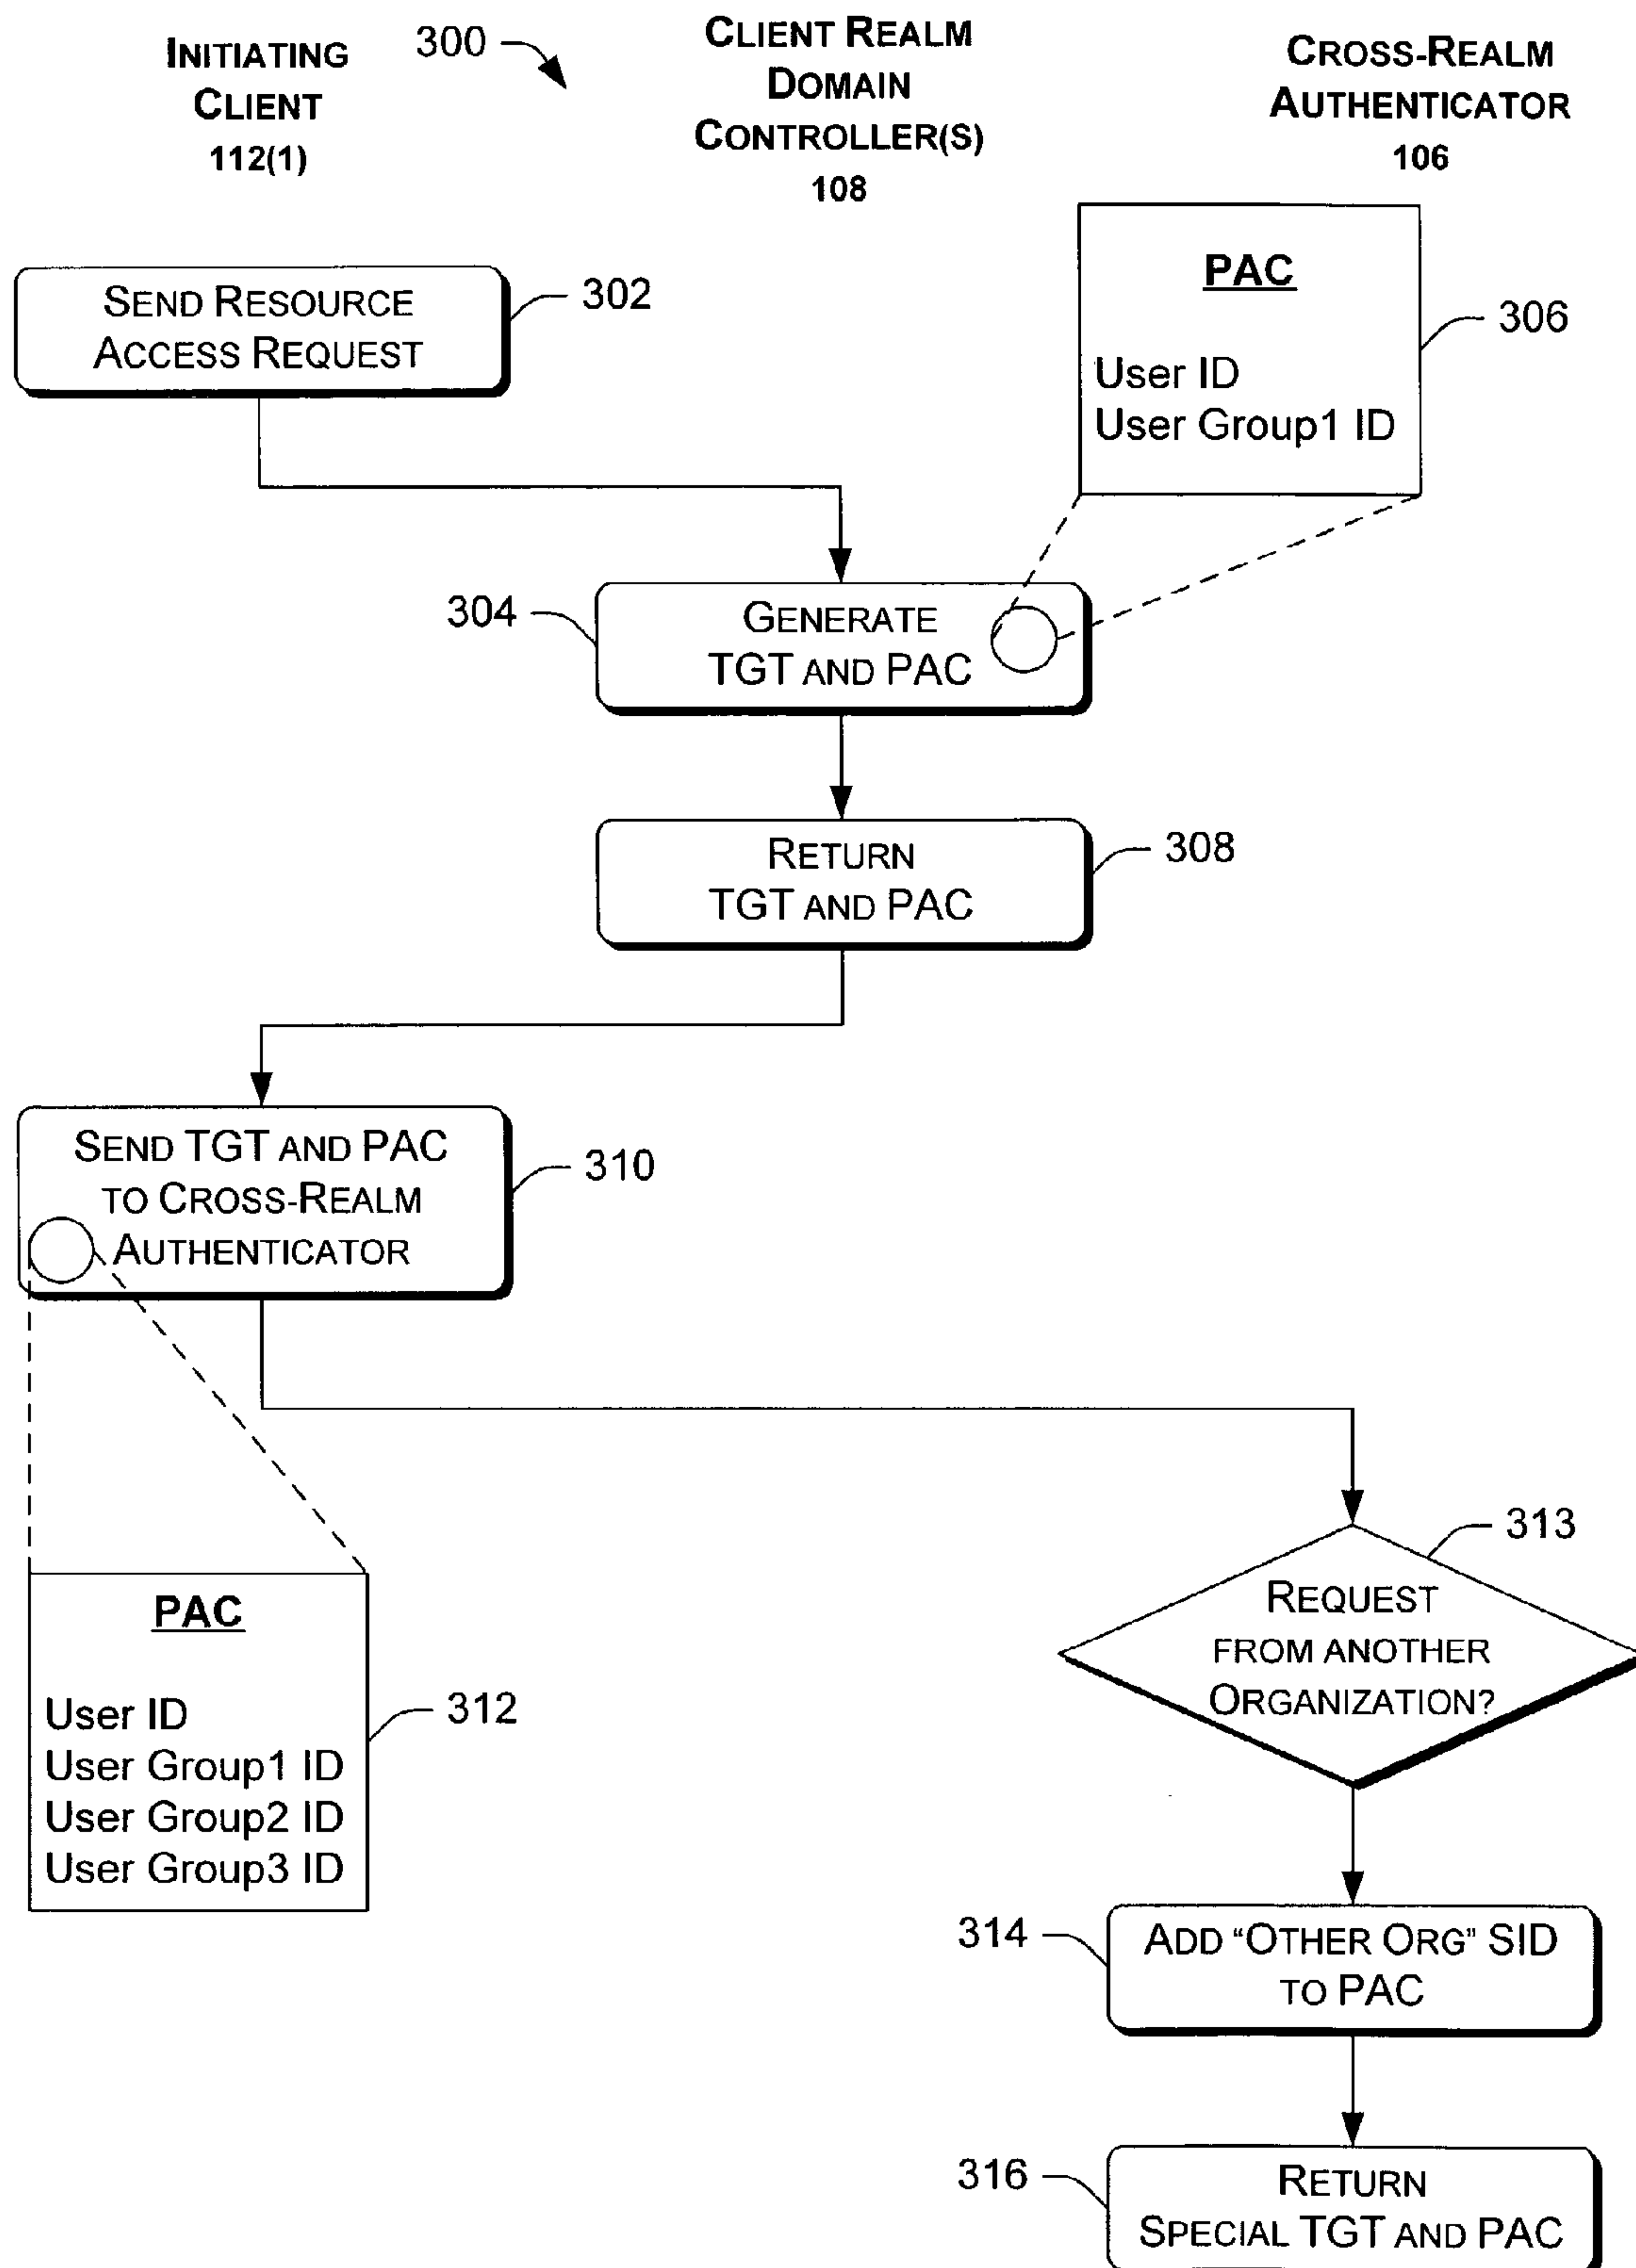 INITIATING
CLIENT
112(1)
300
CLIENT REALM
DOMAIN
CONTROLLER(S)
108
CROSS-REALM
AUTHENTICATOR
106
SEND RESOURCE
ACCESS REQUEST
302
PAC
User ID
User Group1 ID
306
304
GENERATE
TGT AND PAC
RETURN
TGT AND PAC
308
SEND TGT AND PAC
TO CROSS-REALM
AUTHENTICATOR
310
PAC
User ID
User Group1 ID
User Group2 ID
User Group3 ID
312
313
REQUEST
FROM ANOTHER
ORGANIZATION?
314
ADD “OTHER ORG” SID
TO PAC
316
RETURN
SPECIAL TGT AND PAC